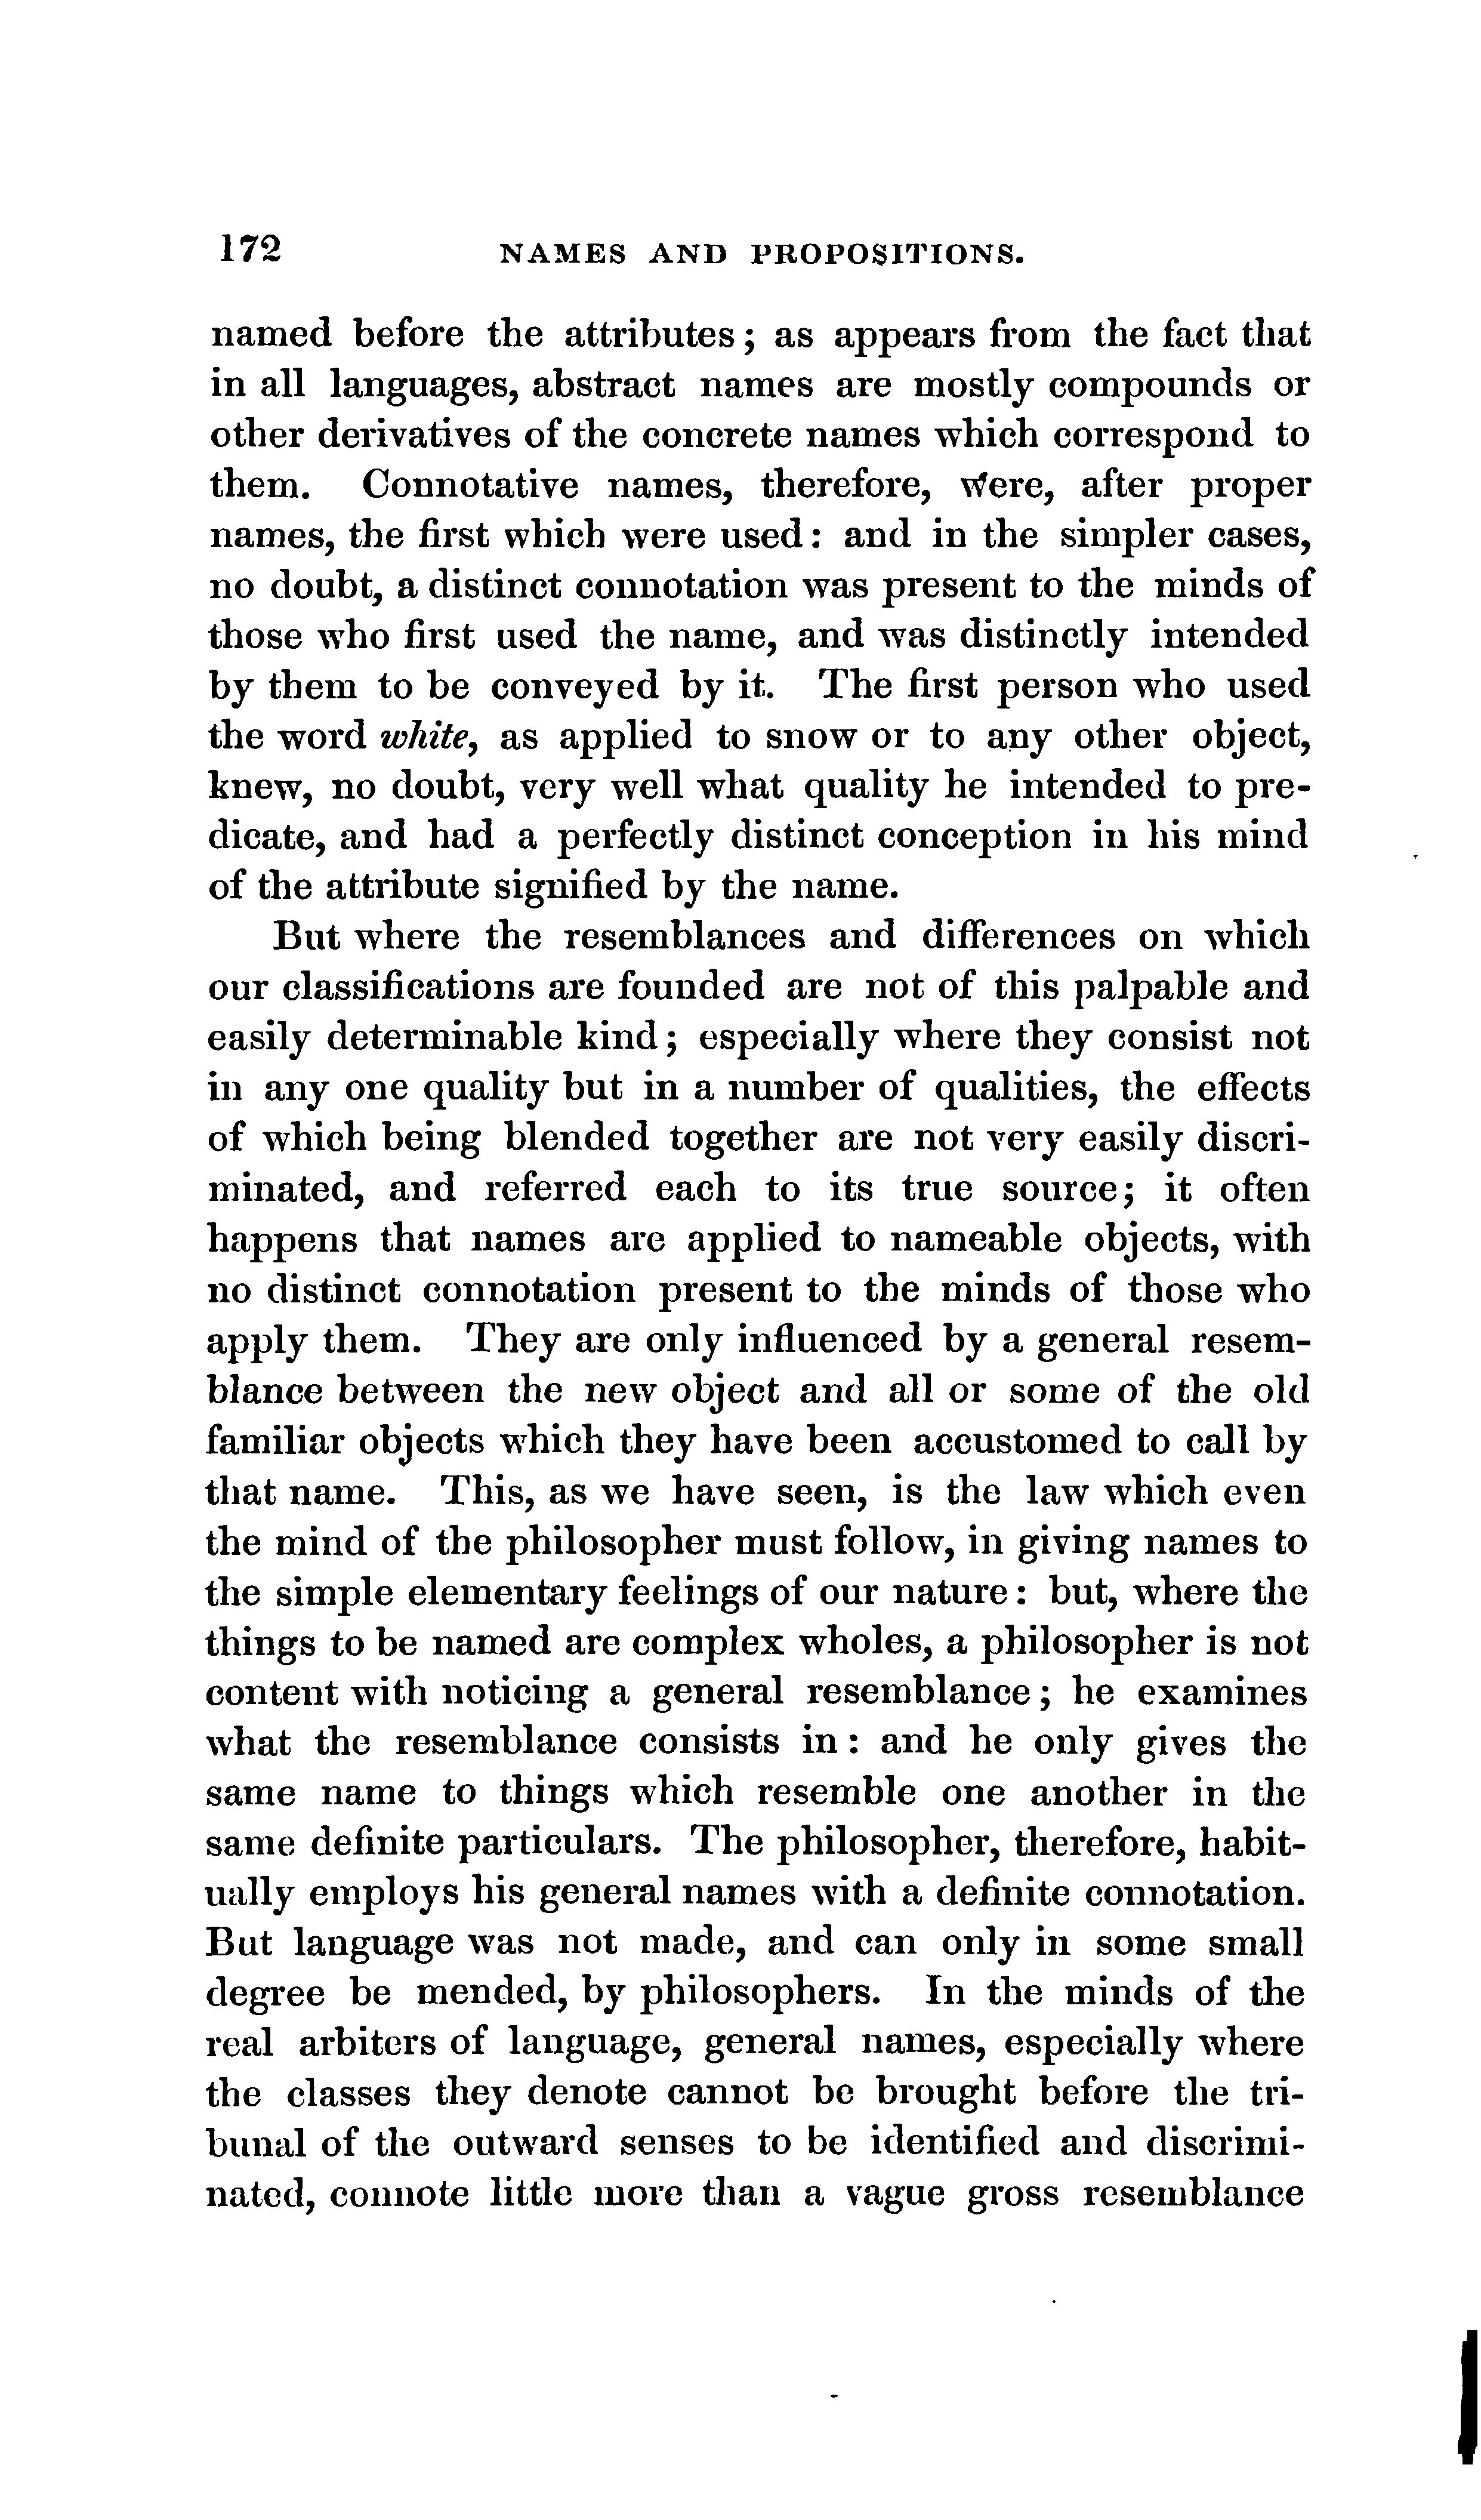 172 NAMES AND PROPOSITIONS.
named before the attributes; as appears from the fact that
in all languages, abstract names are mostly compounds or
other derivatives of the concrete names which correspond to
them. Connotative names, therefore, were, after proper
names, the first which were used: and in the simpler cases,
no doubt, a distinct connotation was present to the minds of
those who first used the name, and was distinctly intended
by them to be conveyed by it. The first person who used
the word white, as applied to snow or to any other object,
knew, no doubt, very well what quality he intended to pre-
dicate, and had a perfectly distinct conception in his mind
of the attribute signified by the name.
But where the resemblances and differences on which
our classifications are founded are not of this palpable and
easily determinable kind; especially where they consist not
in any one quality but in a number of qualities, the effects
of which being blended together are not very easily discri-
minated, and referred each to its true source; it often
happens that names are applied to nameable objects, with
no distinct connotation present to the minds of those who
apply them. They are only influenced by a general resem-
blance between the new object and all or some of the old
familiar objects which they have been accustomed to call by
that name. This, as we have seen, is the law which even
the mind of the philosopher must follow, in giving names to
the simple elementary feelings of our nature: but, where the
things to be named are complex wholes, a philosopher is not
content with noticing a general resemblance; he examines
what the resemblance consists in: and he only gives the
same name to things which resemble one another in the
same definite particulars. The philosopher, therefore, habit-
ually employs his general names with a definite connotation.
But language was not made, and can only in some small
degree be mended, by philosophers. In the minds of the
real arbiters of language, general names, especially where
the classes they denote cannot be brought before the tri-
bunal of the outward senses to be identified and discrimi-
nated, connote little more than a vague gross resemblance